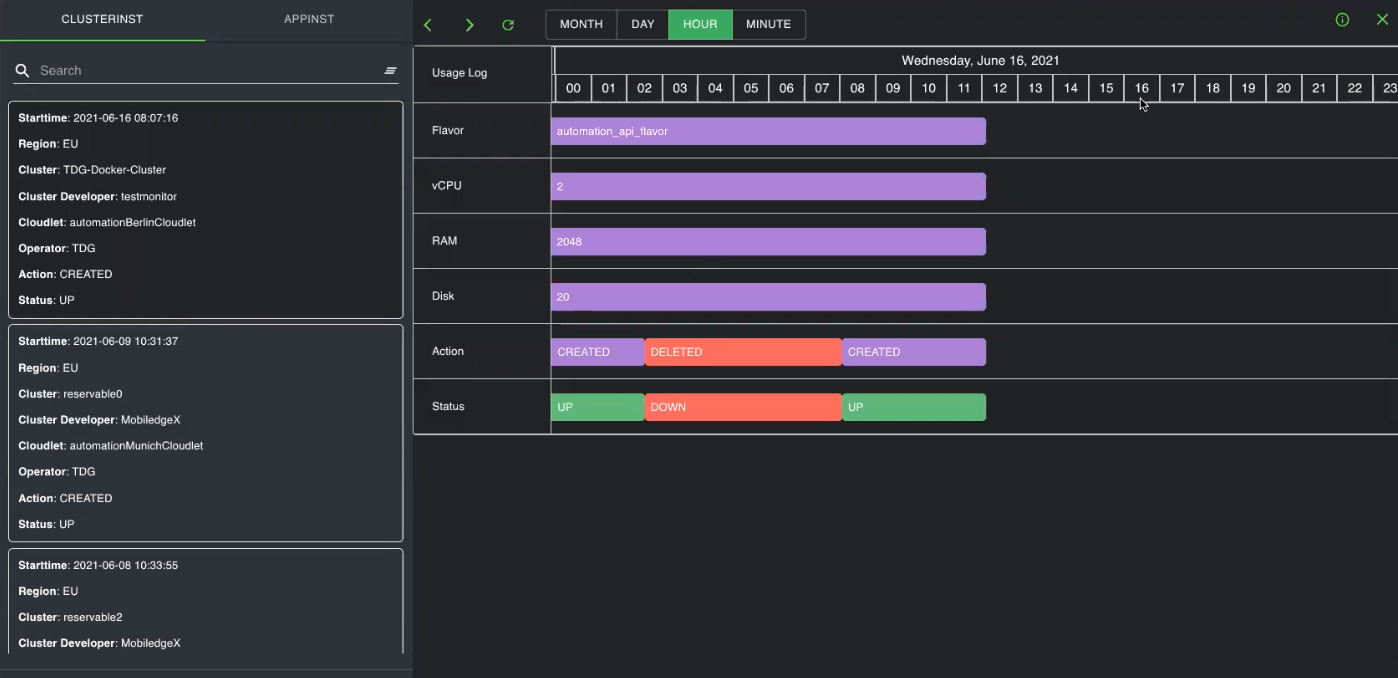 CLUSTERINST
APPINST
Search
Starttime: 2021-06-16 08:07:16
Region: EU
Cluster: TDG-Docker-Cluster
Cluster Developer: testmonitor
Cloudlet: automationBerlinCloudlet
Operator: TDG
Action: CREATED
Status: UP
Starttime: 2021-06-09 10:31:37
Region: EU
Cluster: reservable0
Cluster Developer: MobiledgeX
Cloudlet: automationMunichCloudlet
Operator: TDG
Action: CREATED
Status: UP
Starttime: 2021-06-08 10:33:55
Region: EU
Cluster: reservable2
Cluster Developer: MobiledgeX
MONTH DAY HOUR MINUTE
Usage Log
Wednesday, June 16, 2021
00 01 02 03 04 05 06 07 08 09 10 11 12 13 14 15 16 17 18 19 20 21 22 23
Flavor automation_api_flavor
vCPU 2
RAM 2048
Disk 20
Action CREATED DELETED CREATED
Status UP DOWN UP